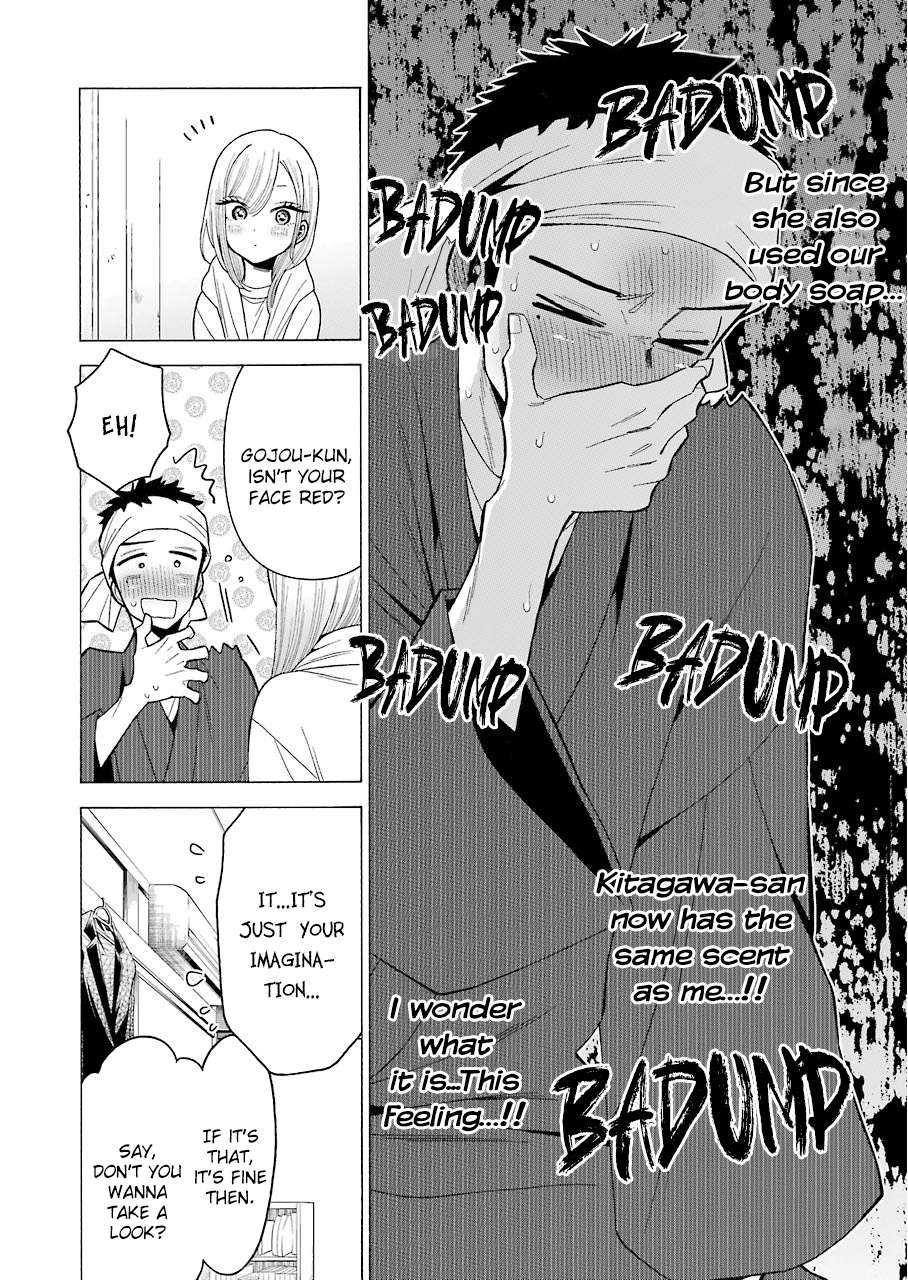 BADUMP
But since
she also
used our
body soap...
BADUMP
BADUMP
BADUMP
BADUMP
Kitagawa-san
now has the
same scent
as me...!!
I wonder
what
it is...This
Feeling...!!
BADUMP
GOJOU-KUN,
ISN'T YOUR
FACE RED?
EH!
IT...IT'S
JUST YOUR
IMAGINA-
TION...
IF IT'S
THAT,
IT'S FINE
THEN.
SAY,
DON'T YOU
WANNA
TAKE A
LOOK?